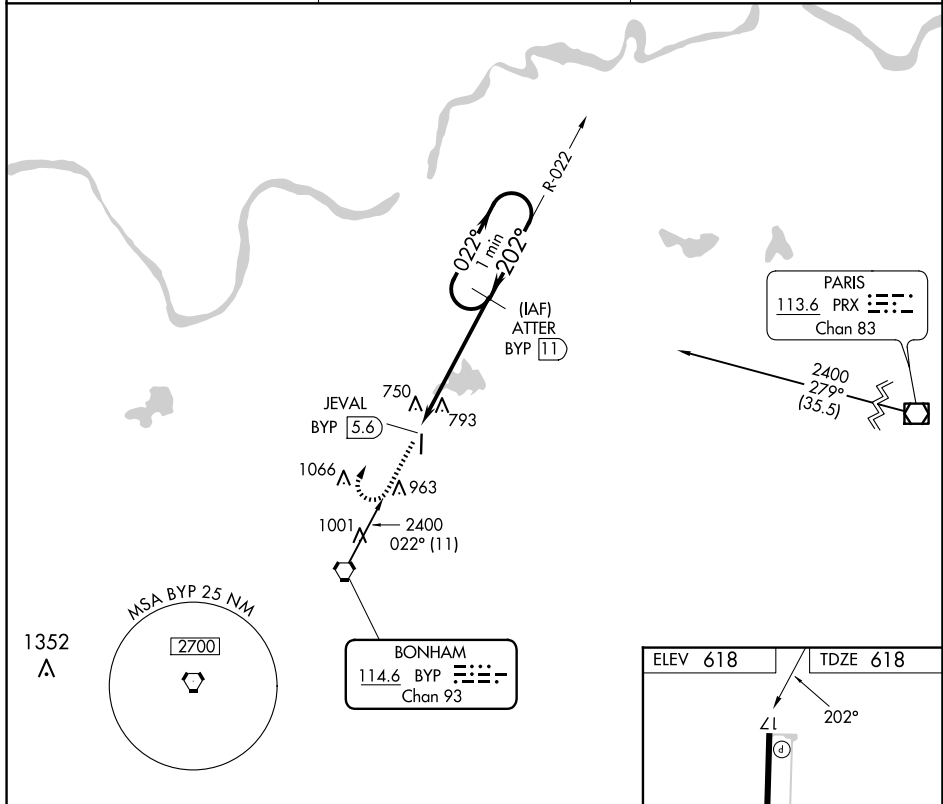 R-022
022°
1 min
202°
(IAF)
ATTER
BYP 11
PARIS
113.6 PRX
Chan 83
2400
279°
(35.5)
750
793
JEVAL
BYP 5.6
1066
963
1001
2400
022° (11)
MSA BYP 25 NM
2700
1352
BONHAM
114.6 BYP
Chan 93
ELEV 618
TDZE 618
202°
17
P